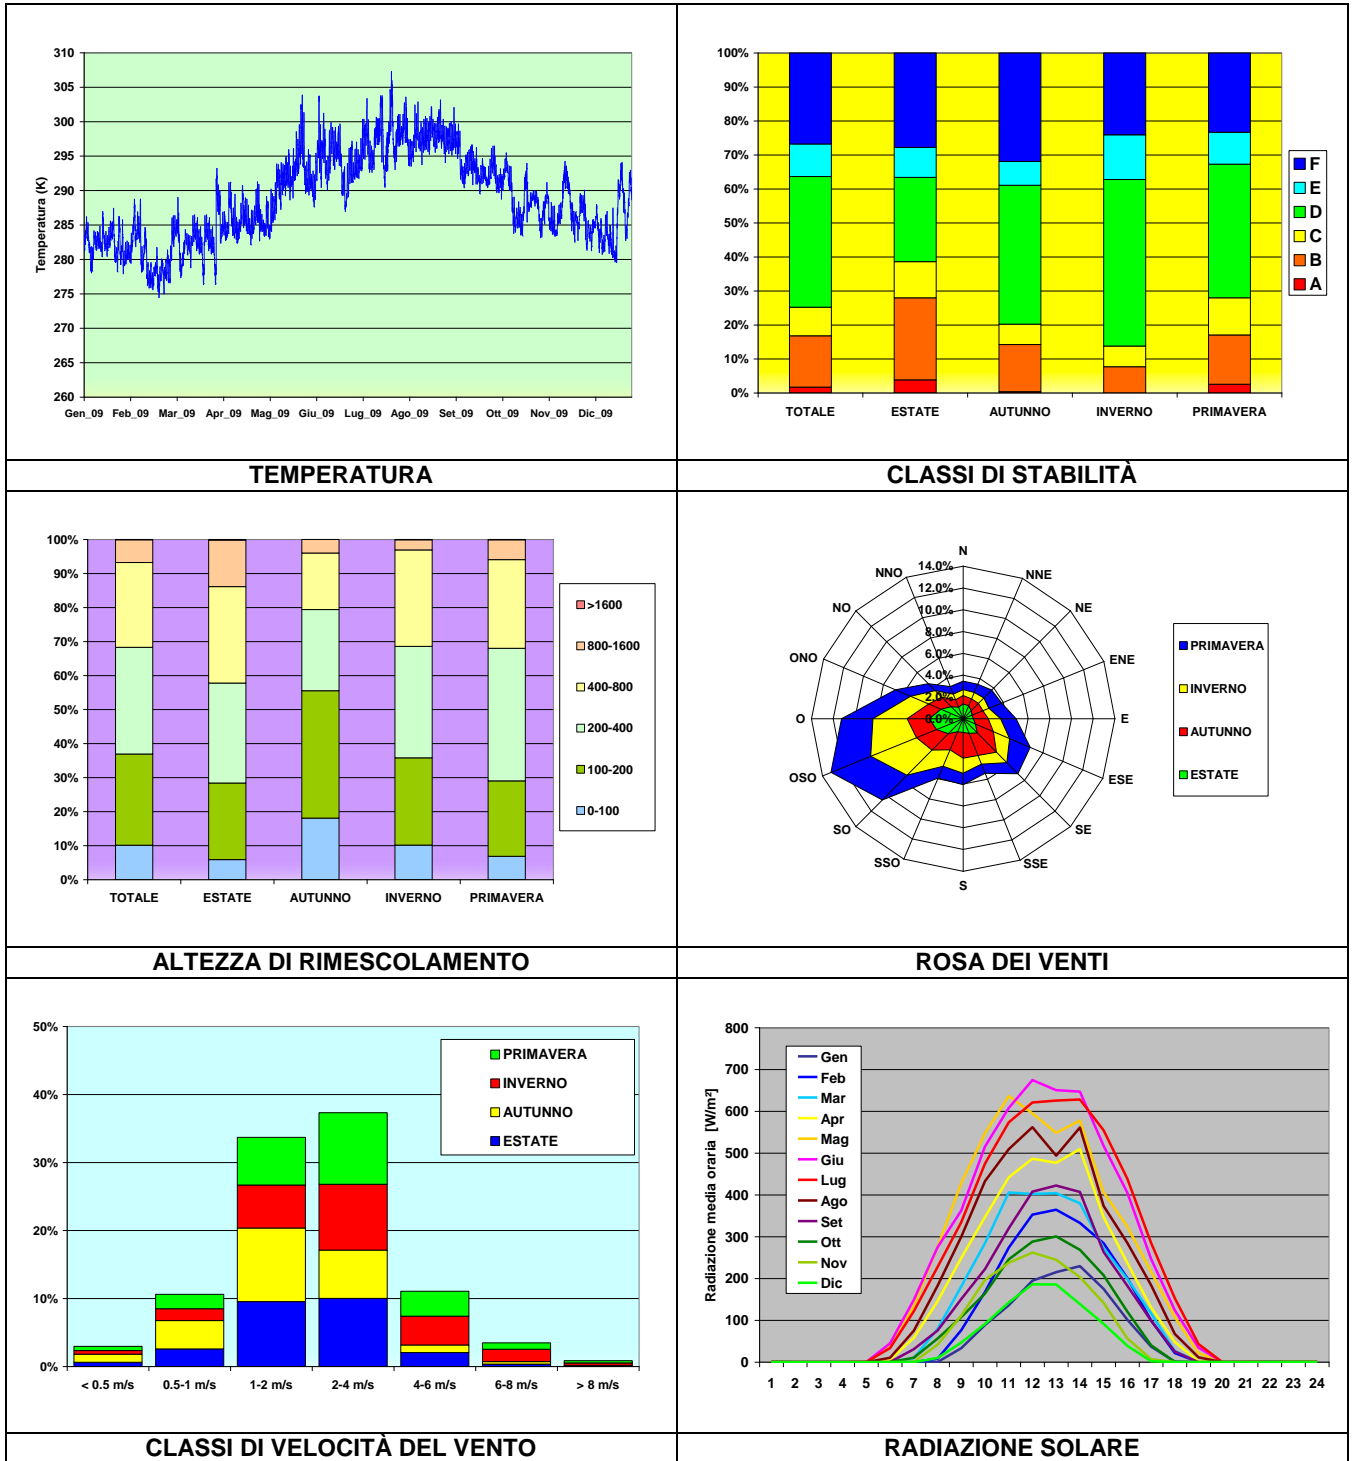 310
305
300
295
290
285
280
275
270
265
260
Temperatura (K)
Gen_09 Feb_09 Mar_09 Apr_09 Mag_09 Giu_09 Lug_09 Ago_09 Set_09 Ott_09 Nov_09 Dic_09
TEMPERATURA
100%
90%
80%
70%
60%
50%
40%
30%
20%
10%
0%
TOTALE ESTATE AUTUNNO INVERNO PRIMAVERA
F
E
D
C
B
A
CLASSI DI STABILITÀ
100%
90%
80%
70%
60%
50%
40%
30%
20%
10%
0%
TOTALE ESTATE AUTUNNO INVERNO PRIMAVERA
>1600
800-1600
400-800
200-400
100-200
0-100
ALTEZZA DI RIMESCOLAMENTO
N
NNE
NE
ENE
E
ESE
SE
SSE
S
SSO
SO
OSO
O
ONO
NO
NNO
14.0%
12.0%
10.0%
8.0%
6.0%
4.0%
2.0%
0.0%
PRIMAVERA
INVERNO
AUTUNNO
ESTATE
ROSA DEI VENTI
50%
40%
30%
20%
10%
0%
< 0.5 m/s 0.5-1 m/s 1-2 m/s 2-4 m/s 4-6 m/s 6-8 m/s > 8 m/s
PRIMAVERA
INVERNO
AUTUNNO
ESTATE
CLASSI DI VELOCITÀ DEL VENTO
Radiazione media oraria [W/m²]
800
700
600
500
400
300
200
100
0
1 2 3 4 5 6 7 8 9 10 11 12 13 14 15 16 17 18 19 20 21 22 23 24
Gen
Feb
Mar
Apr
Mag
Giu
Lug
Ago
Set
Ott
Nov
Dic
RADIAZIONE SOLARE